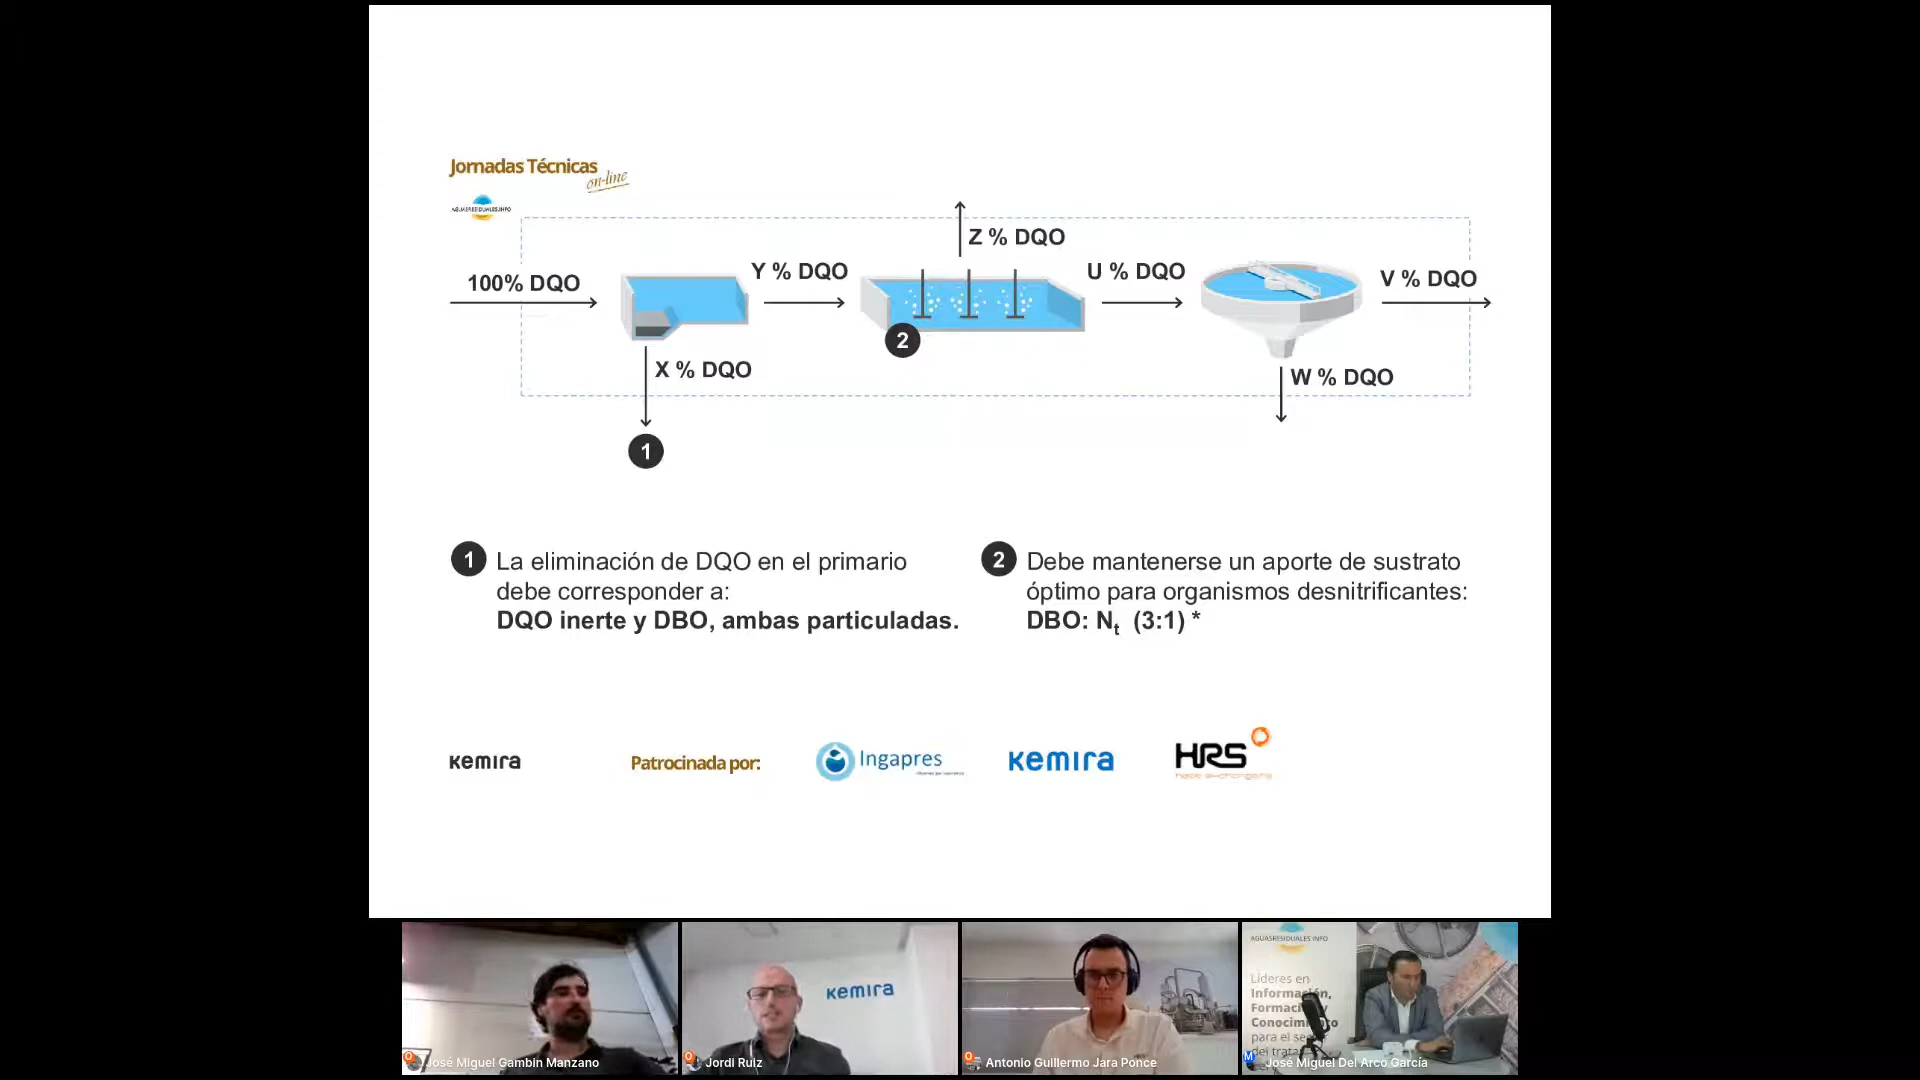 Jornadas Técnicas
on-line
AGUASRESIDUALES.INFO
Z % DQO
100% DQO
Y % DQO
U % DQO
V % DQO
2
X % DQO
W % DQO
1
1 La eliminación de DQO en el primario
debe corresponder a:
DQO inerte y DBO, ambas particuladas.
2 Debe mantenerse un aporte de sustrato
óptimo para organismos desnitrificantes:
DBO: Nt (3:1) *
kemira
Patrocinada por:
Ingapres
kemira
HRS
heat exchangers
kemira
AGUASRESIDUALES.INFO
Líderes en
Información,
Formación y
Conocimiento
para el sector
del
José Miguel Gambin Manzano
Jordi Ruiz
Antonio Guillermo Jara Ponce
M
José Miguel Del Arco García